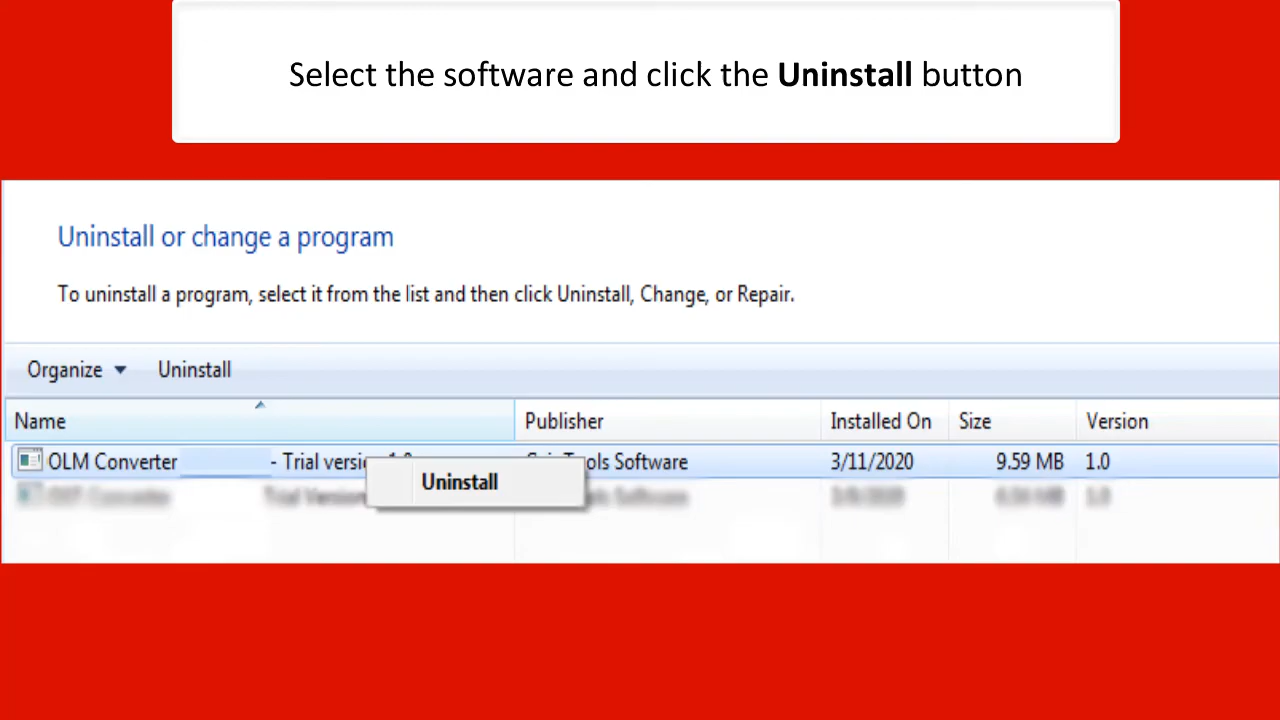 Select the software and click the Uninstall button
Uninstall or change a program
To uninstall a program, select it from the list and then click Uninstall, Change, or Repair.
Organize Uninstall
Name Publisher Installed On Size Version
OLM Converter - Trial Software 3/11/2020 9.59 MB 1.0
Uninstall